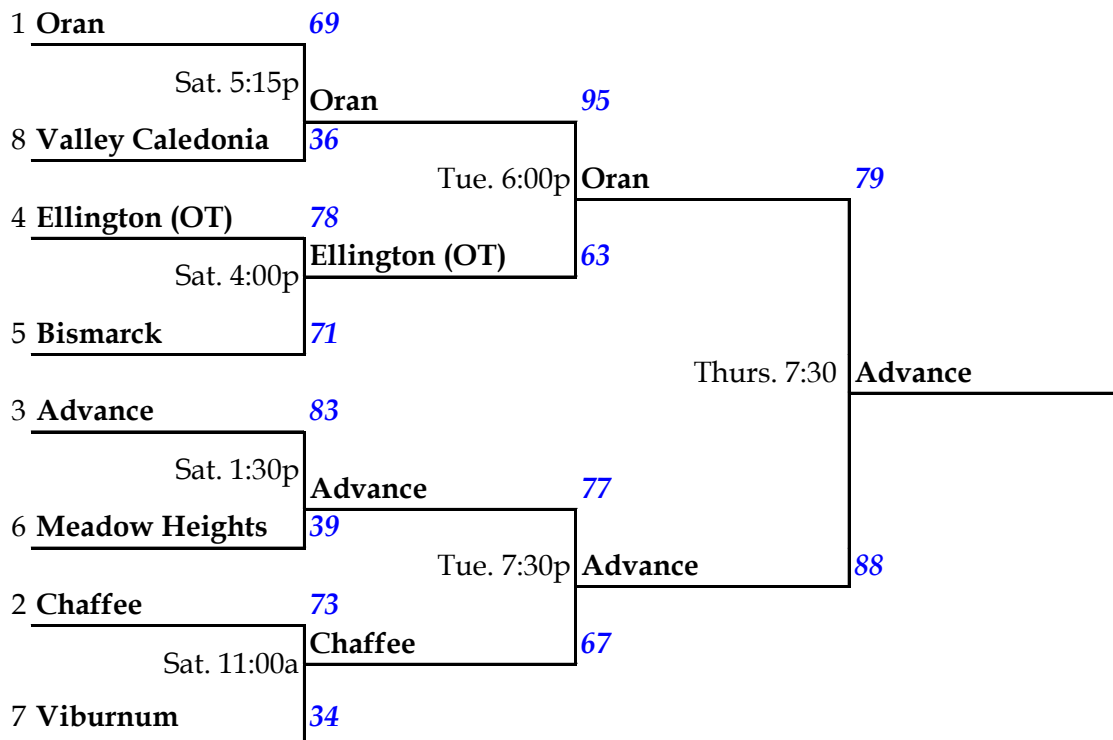 1 Oran 69
Sat. 5:15p
Oran 95
8 Valley Caledonia 36
Tue. 6:00p Oran 79
4 Ellington (OT) 78
Ellington (OT) 63
Sat. 4:00p
5 Bismarck 71
Thurs. 7:30 Advance
3 Advance 83
Sat. 1:30p
Advance 77
6 Meadow Heights 39
Tue. 7:30p Advance 88
2 Chaffee 73
Chaffee 67
Sat. 11:00a
7 Viburnum 34